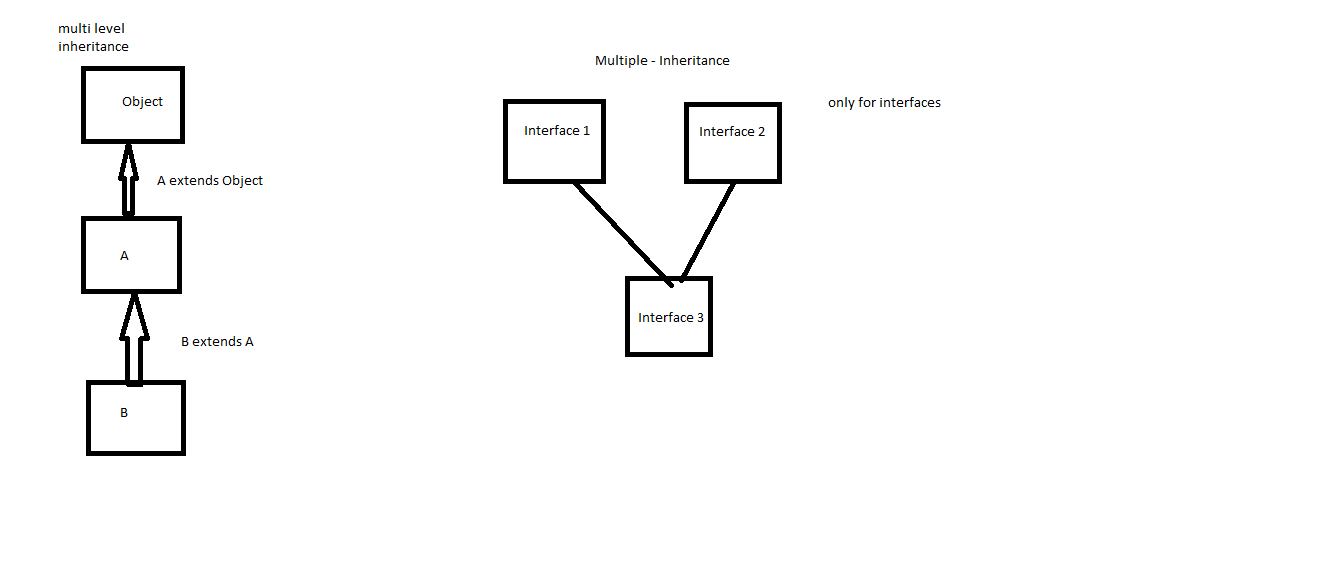 multi level
inheritance
Object
A extends Object
A
B extends A
B
Multiple - Inheritance
only for interfaces
Interface 1
Interface 2
Interface 3